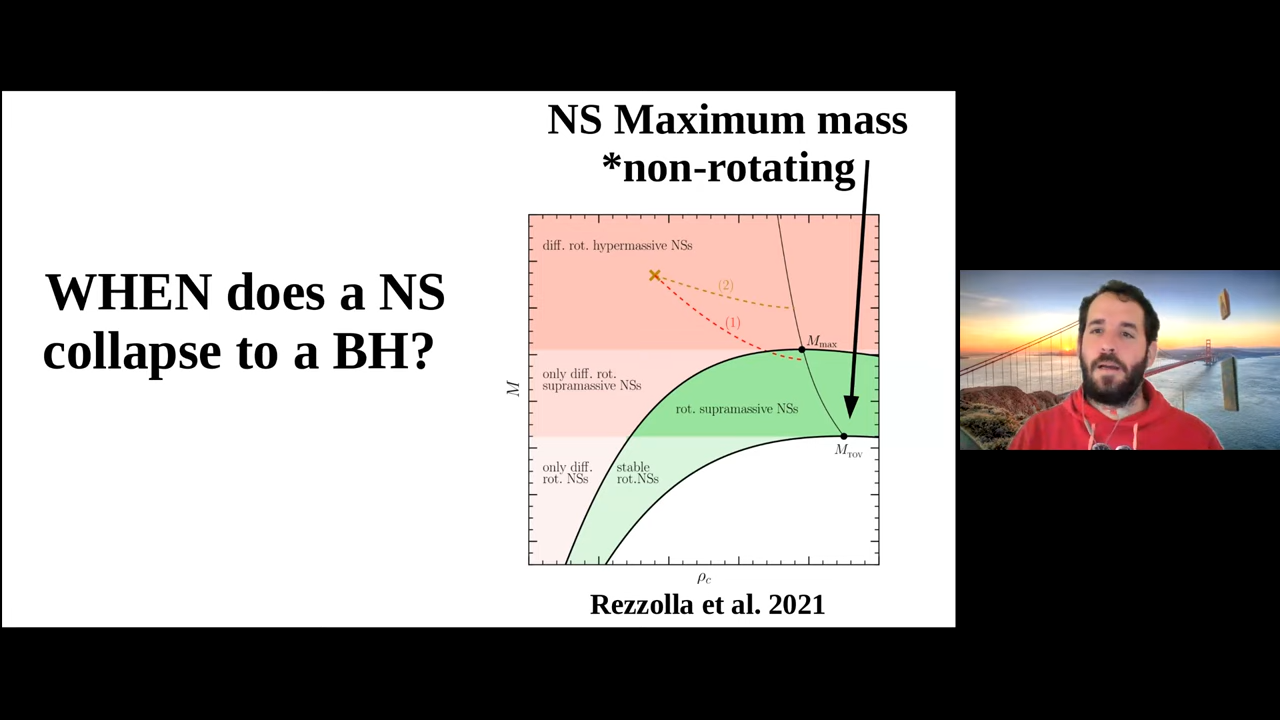 NS Maximum mass
*non-rotating
WHEN does a NS
collapse to a BH?
diff. rot. hypermassive NSs
(2)
(1)
M_max
only diff. rot.
supramassive NSs
rot. supramassive NSs
M
M_TOV
only diff.
rot. NSs
stable
rot.NSs
ρ_c
Rezzolla et al. 2021